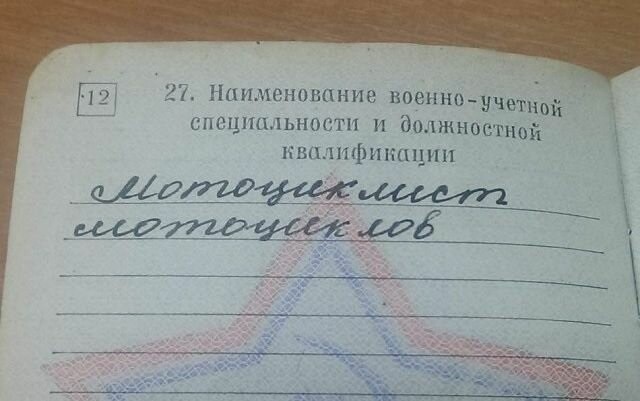 12
27. Наименование военно-учетной
специальности и должностной
квалификации
Мотоциклист
мотоциклов